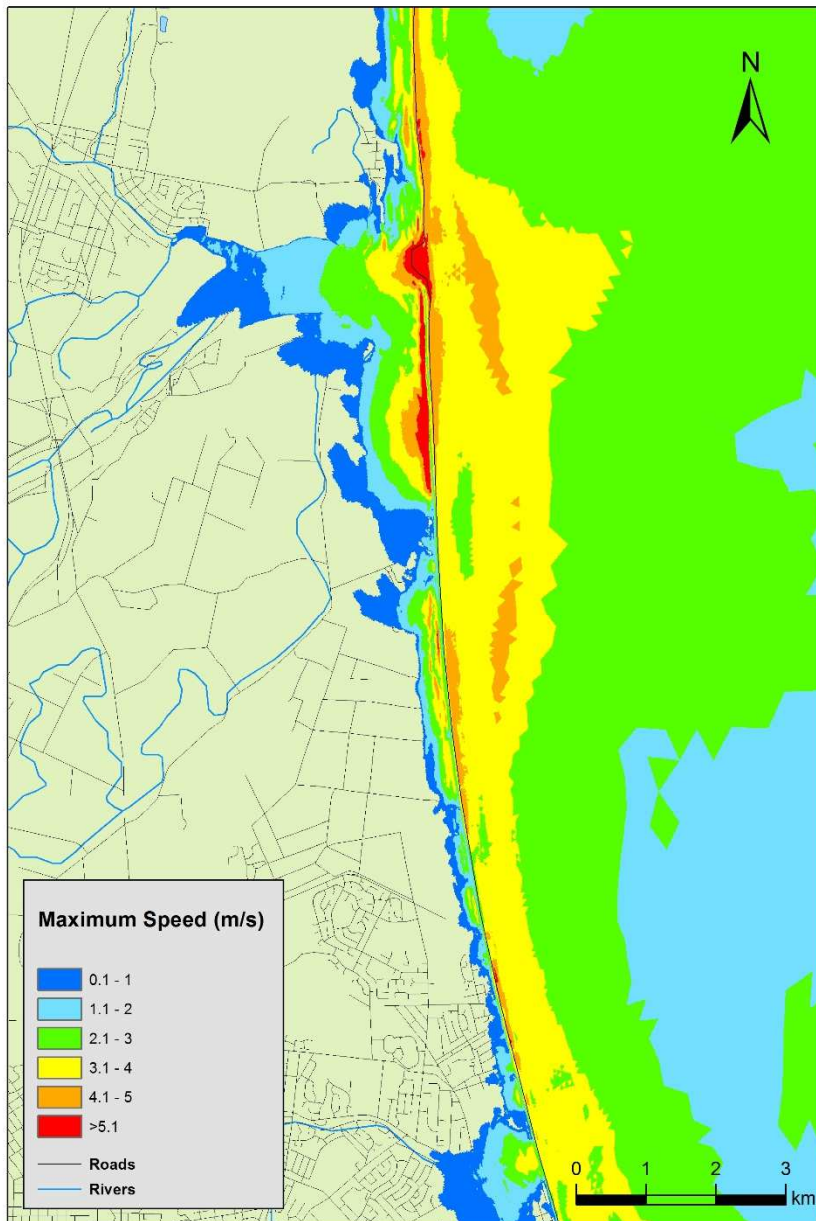 N
Maximum Speed (m/s)
0.1 - 1
1.1 - 2
2.1 - 3
3.1 - 4
4.1 - 5
>5.1
Roads
Rivers
0 1 2 3
km